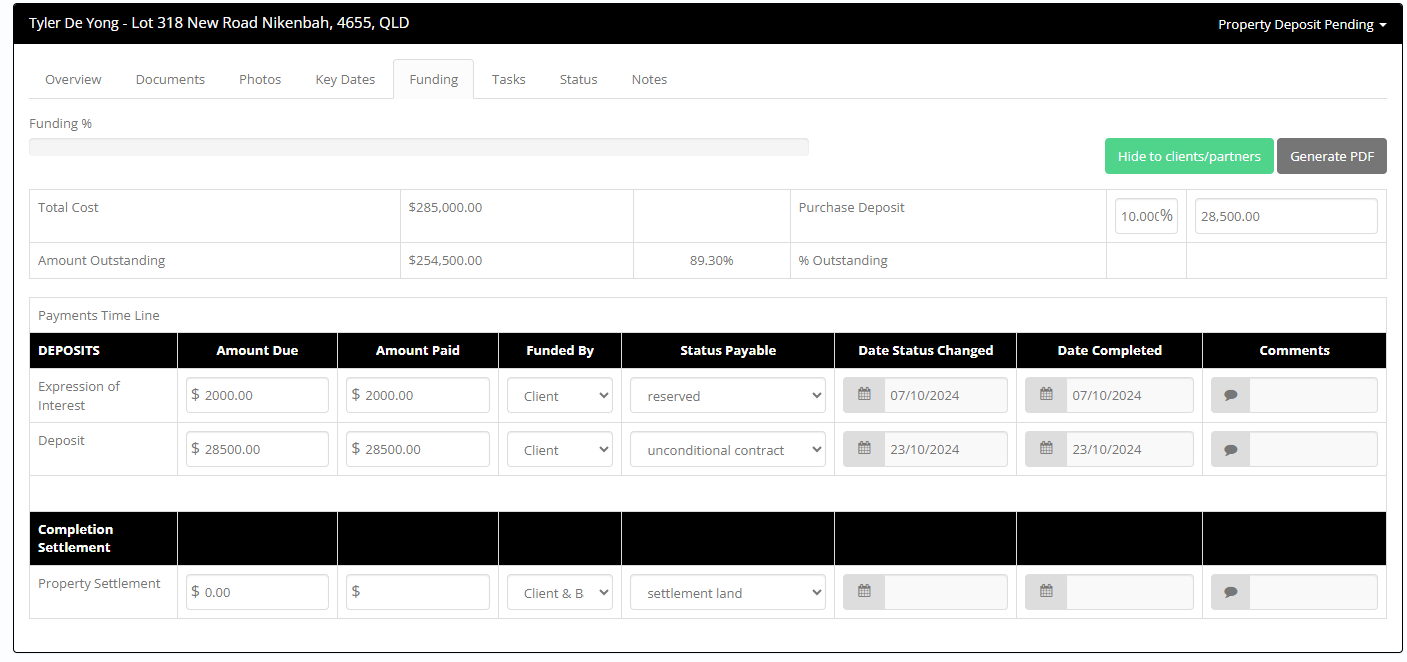 Tyler De Yong - Lot 318 New Road Nikenbah, 4655, QLD
Property Deposit Pending
Overview Documents Photos Key Dates Funding Tasks Status Notes
Funding %
Hide to clients/partners Generate PDF
Total Cost $285,000.00 Purchase Deposit 10.000% 28,500.00
Amount Outstanding $254,500.00 89.30% % Outstanding
Payments Time Line
DEPOSITS Amount Due Amount Paid Funded By Status Payable Date Status Changed Date Completed Comments
Expression of
Interest $ 2000.00 $ 2000.00 Client reserved 07/10/2024 07/10/2024
Deposit $ 28500.00 $ 28500.00 Client unconditional contract 23/10/2024 23/10/2024
Completion
Settlement
Property Settlement $ 0.00 $ Client & B settlement land